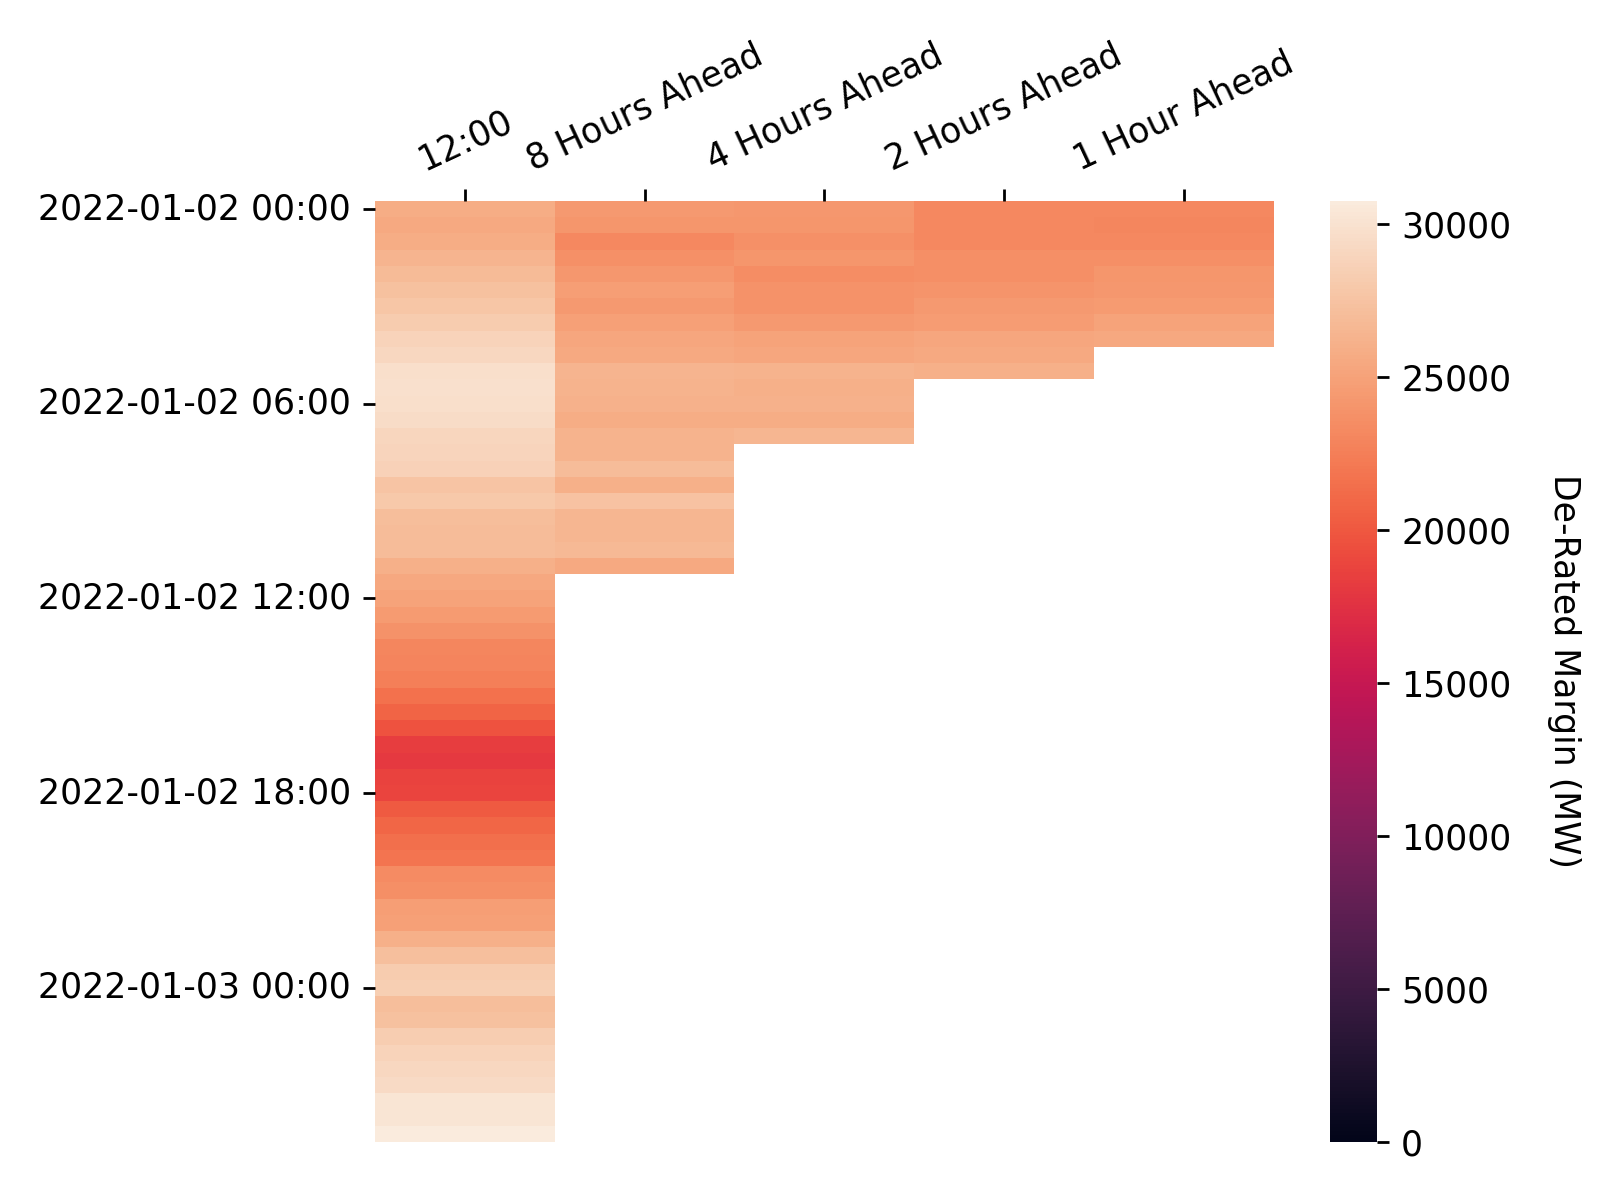 12:00
8 Hours Ahead
4 Hours Ahead
2 Hours Ahead
1 Hour Ahead
2022-01-02 00:00
2022-01-02 06:00
2022-01-02 12:00
2022-01-02 18:00
2022-01-03 00:00
30000
25000
20000
15000
10000
5000
0
De-Rated Margin (MW)